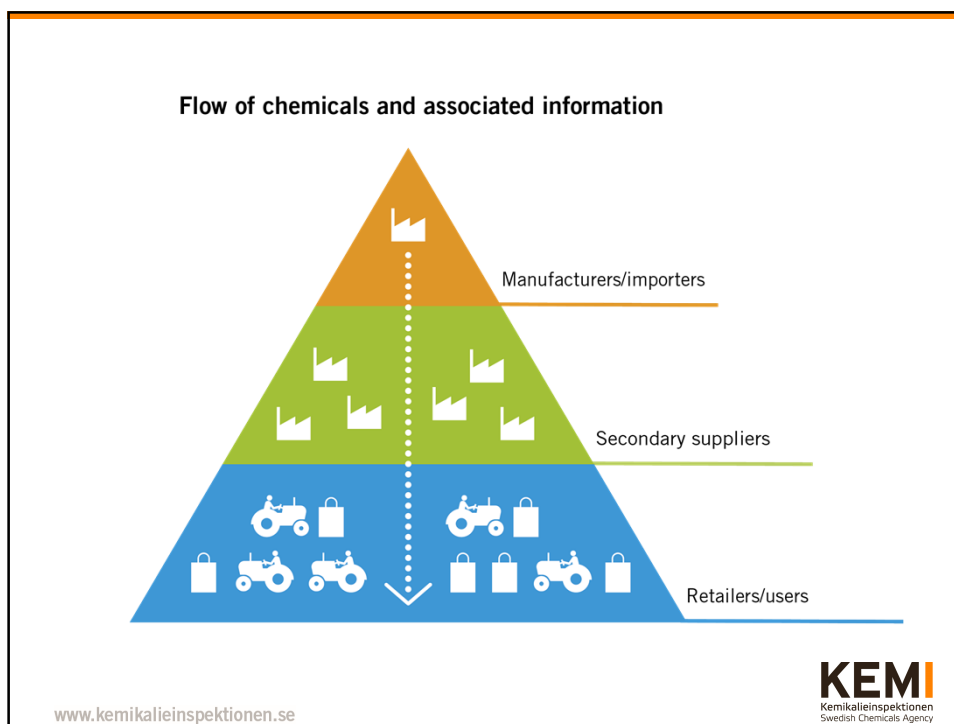 Flow of chemicals and associated information
Manufacturers/importers
Secondary suppliers
Retailers/users
KEMI
Kemikalieinspektionen
Swedish Chemicals Agency
www.kemikalieinspektionen.se